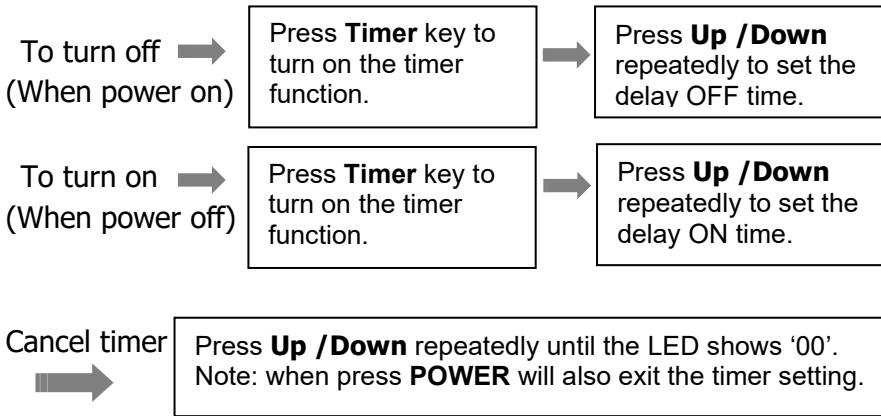 To turn off
(When power on)
Press Timer key to
turn on the timer
function.
Press Up /Down
repeatedly to set the
delay OFF time.
To turn on
(When power off)
Press Timer key to
turn on the timer
function.
Press Up /Down
repeatedly to set the
delay ON time.
Cancel timer
Press Up /Down repeatedly until the LED shows ‘00’.
Note: when press POWER will also exit the timer setting.